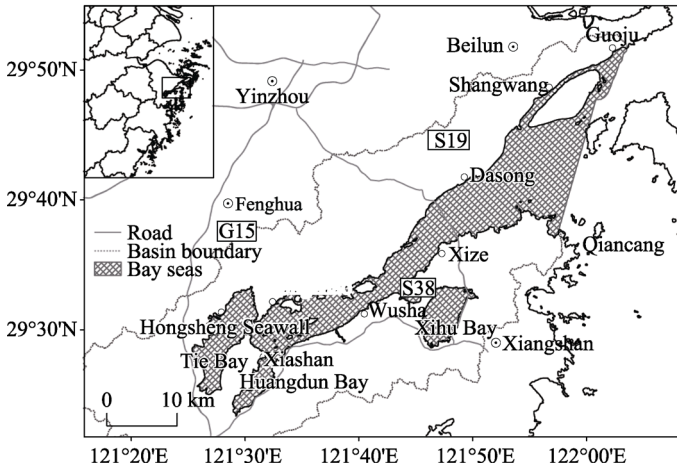 Guoju
Beilun
29°50'N
Shangwang
Yinzhou
S19
Dasong
29°40'N
Fenghua
G15
Road
Basin boundary
Qiancang
Xize
Bay seas
S38
Wusha
29°30'N
Hongsheng Seawall
Xihu Bay
Xiangshan
Tie Bay
Xiashan
Huangdun Bay
0 10 km
121°20'E 121°30'E 121°40'E 121°50'E 122°00'E